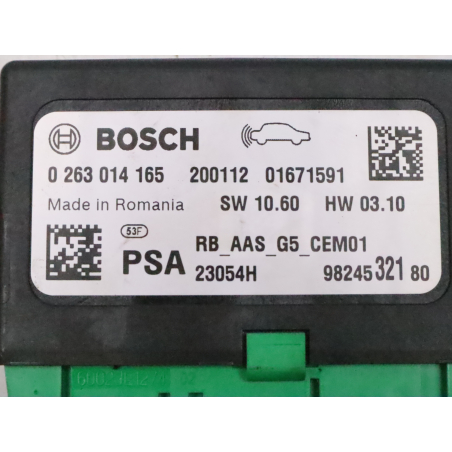 BOSCH
0 263 014 165 200112 01671591
Made in Romania SW 10.60 HW 03.10
53F RB_AAS_G5_CEM01
PSA 23054H 98245 321 80